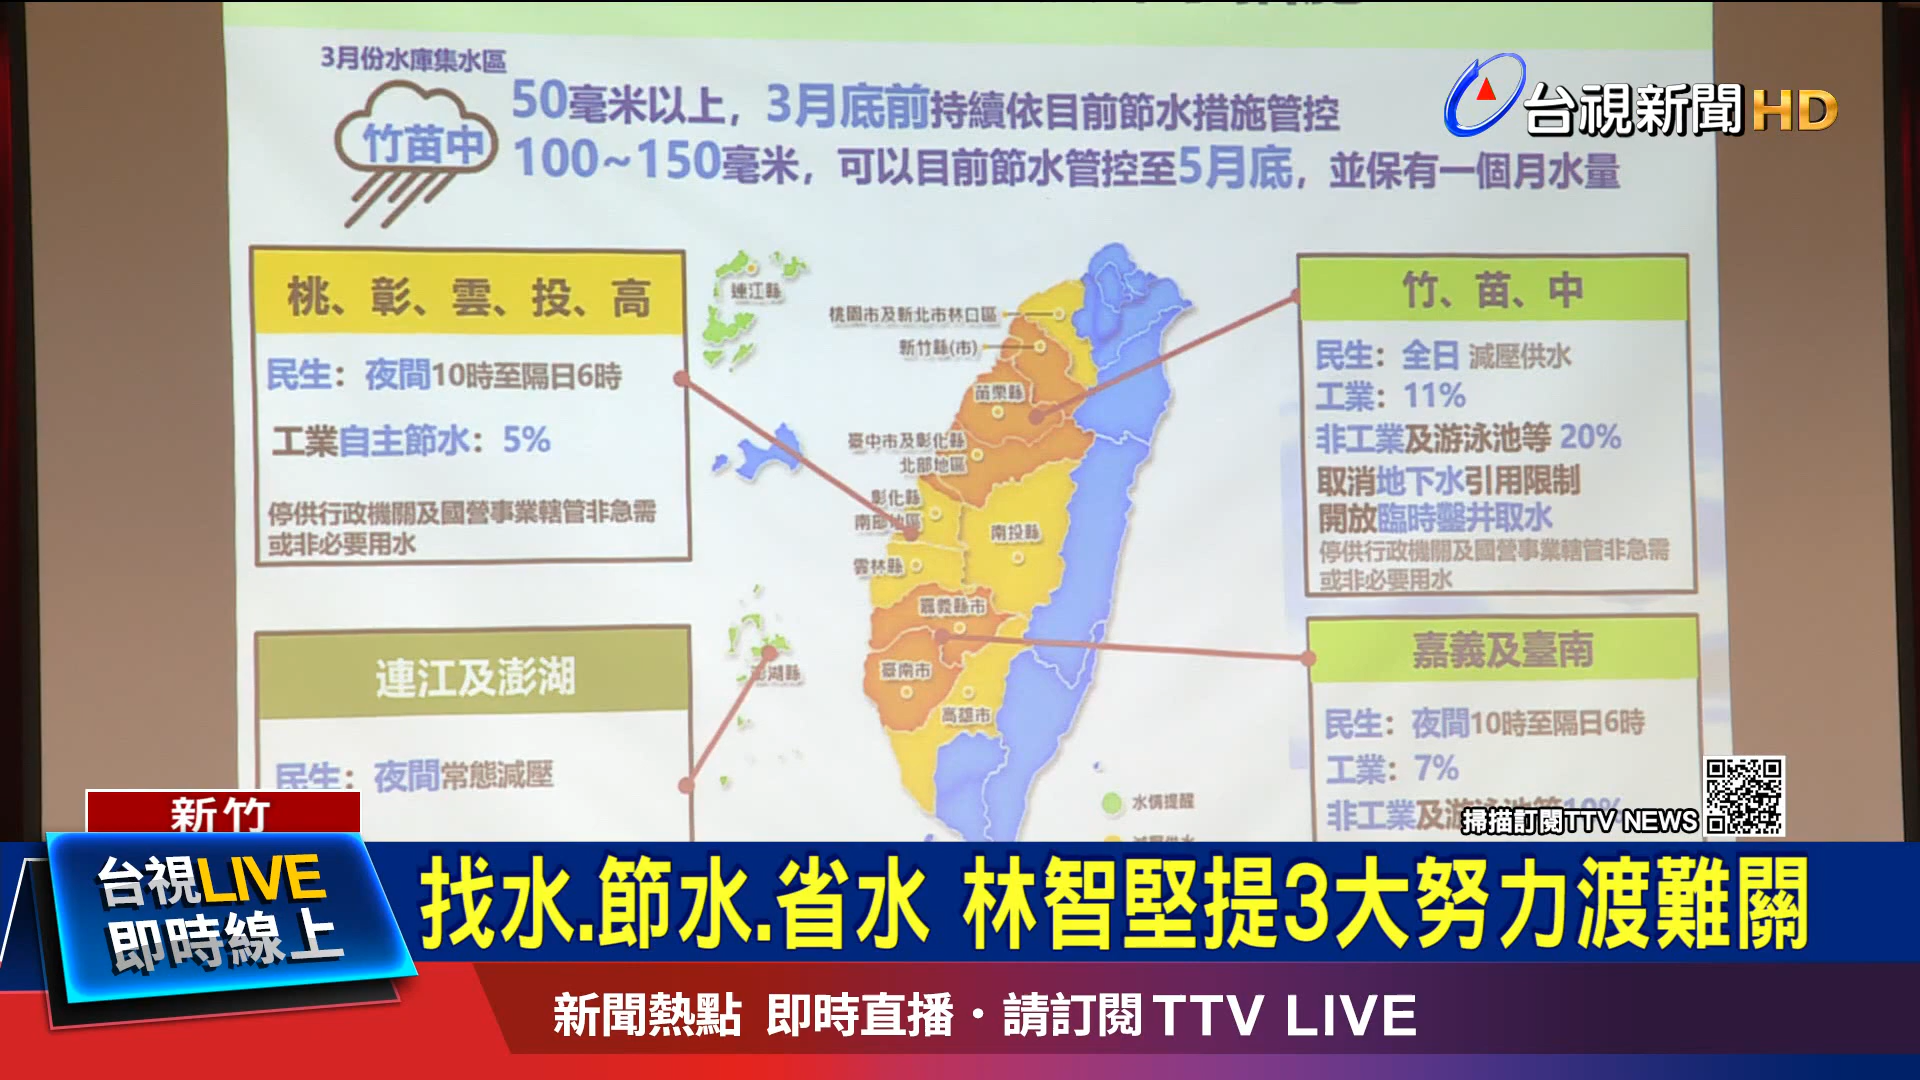 3月份水庫集水區
竹苗中
50毫米以上，3月底前持續依目前節水措施管控
100~150毫米，可以目前節水管控至5月底，並保有一個月水量
台視新聞HD
桃、彰、雲、投、高
民生：夜間10時至隔日6時
工業自主節水：5%
停供行政機關及國營事業轄管非急需
或非必要用水
連江及澎湖
民生：夜間常態減壓
連江縣
桃園市及新北市林口區
新竹縣(市)
苗栗縣
臺中市及彰化縣
北部地區
彰化縣
南部地區
南投縣
雲林縣
嘉義縣市
臺南市
高雄市
澎湖縣
水情提醒
竹、苗、中
民生：全日 減壓供水
工業：11%
非工業及游泳池等 20%
取消地下水引用限制
開放臨時鑿井取水
停供行政機關及國營事業轄管非急需
或非必要用水
嘉義及臺南
民生：夜間10時至隔日6時
工業：7%
非工業及游泳池等10%
掃描訂閱TTV NEWS
新竹
台視LIVE
即時線上
找水.節水.省水 林智堅提3大努力渡難關
新聞熱點 即時直播・請訂閱TTV LIVE